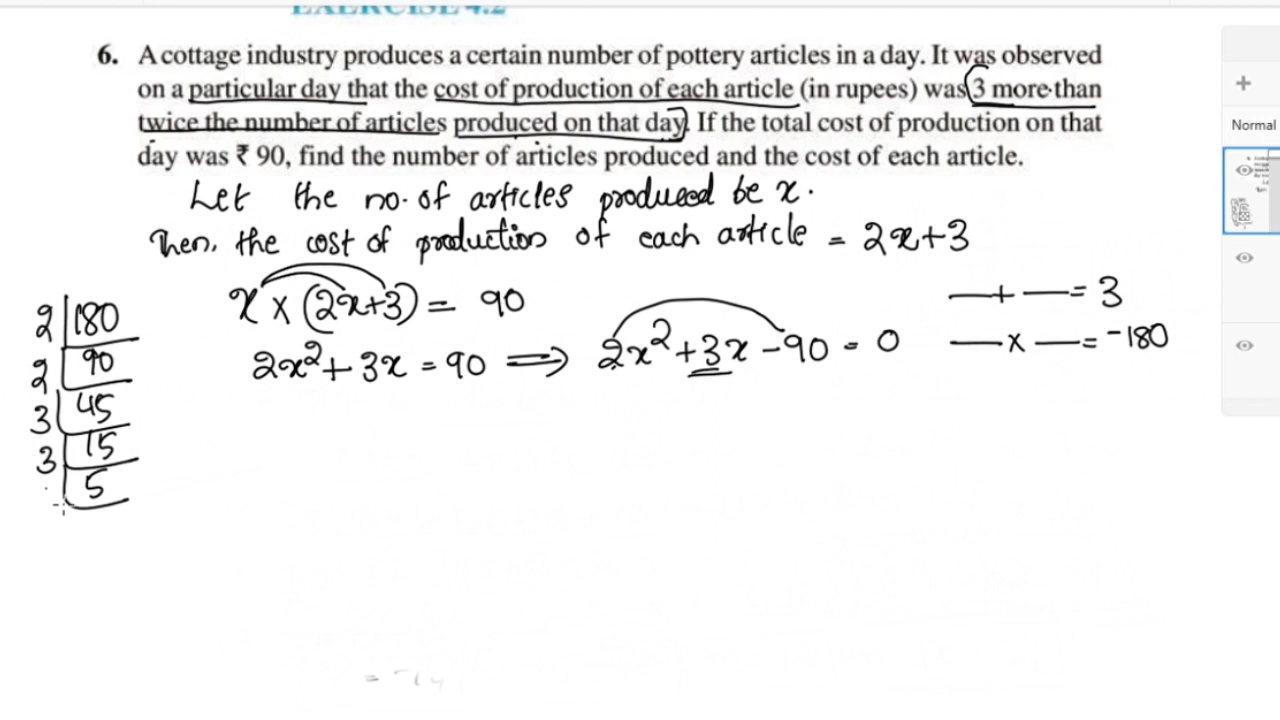 EXERCISE 4.2
6. A cottage industry produces a certain number of pottery articles in a day. It was observed
on a particular day that the cost of production of each article (in rupees) was 3 more than
twice the number of articles produced on that day. If the total cost of production on that
day was ₹ 90, find the number of articles produced and the cost of each article.
Let the no. of articles produced be x.
Then, the cost of production of each article = 2x+3
x × (2x+3) = 90
2x²+3x = 90 ⟹ 2x²+3x-90 = 0
—+—= 3
—×—= -180
2|180
2|90
3|45
3|15
5
+
Normal